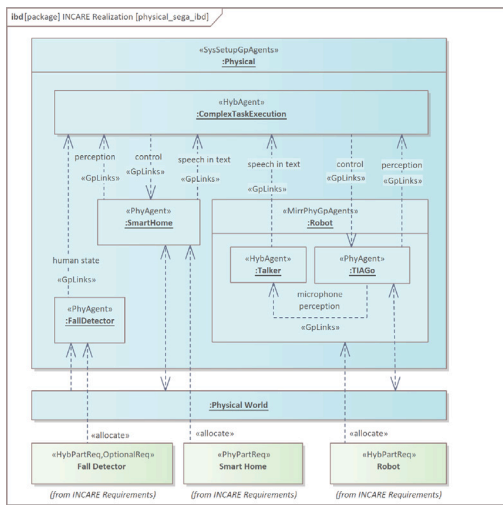 ibd [package] INCARE Realization [physical_sega_ibd]
«SysSetupGpAgents»
:Physical
«HybAgent»
:ComplexTaskExecution
perception
control
speech in text
speech in text
control
perception
«GpLinks»
«GpLinks»
«GpLinks»
«GpLinks»
«GpLinks»
«GpLinks»
«PhyAgent»
:SmartHome
«MirrPhyGpAgents»
:Robot
«HybAgent»
:Talker
«PhyAgent»
:TIAGo
human state
«GpLinks»
microphone
perception
«GpLinks»
«PhyAgent»
:FallDetector
:Physical World
«allocate»
«allocate»
«allocate»
«HybPartReq,OptionalReq»
Fall Detector
«PhyPartReq»
Smart Home
«HybPartReq»
Robot
(from INCARE Requirements)
(from INCARE Requirements)
(from INCARE Requirements)